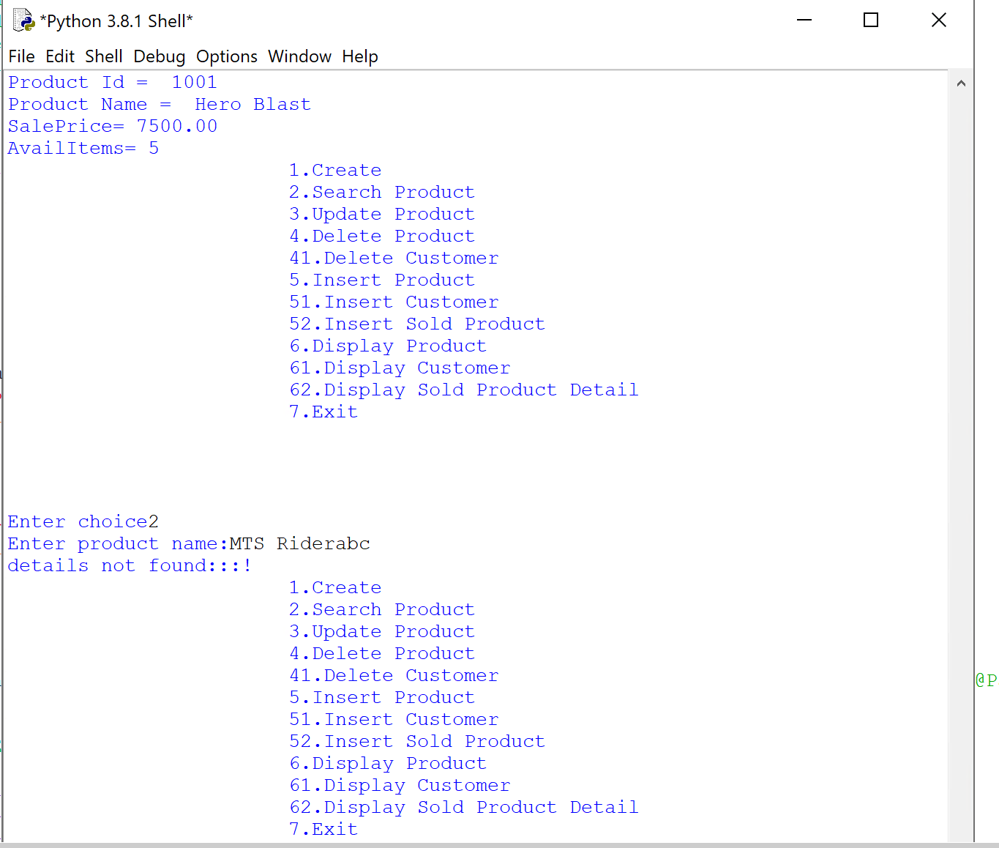 *Python 3.8.1 Shell*
File Edit Shell Debug Options Window Help
Product Id =  1001
Product Name =  Hero Blast
SalePrice= 7500.00
AvailItems= 5
1.Create
2.Search Product
3.Update Product
4.Delete Product
41.Delete Customer
5.Insert Product
51.Insert Customer
52.Insert Sold Product
6.Display Product
61.Display Customer
62.Display Sold Product Detail
7.Exit
Enter choice2
Enter product name:MTS Riderabc
details not found:::!
1.Create
2.Search Product
3.Update Product
4.Delete Product
41.Delete Customer
5.Insert Product
51.Insert Customer
52.Insert Sold Product
6.Display Product
61.Display Customer
62.Display Sold Product Detail
7.Exit
@P